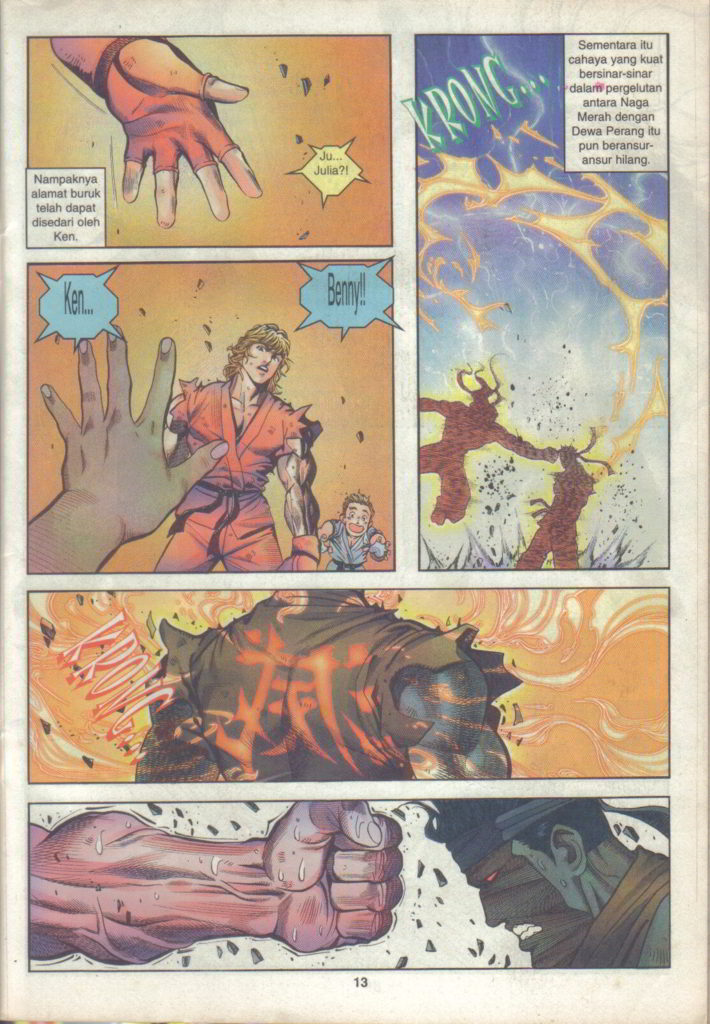 Nampaknya
alamat buruk
telah dapat
disedari oleh
Ken.
Ju...
Julia?!
Ken...
Benny!!
Sementara itu
cahaya yang kuat
bersinar-sinar
dalam pergelutan
antara Naga
Merah dengan
Dewa Perang itu
pun beransur-
ansur hilang.
KRONG...
KRONG...
13